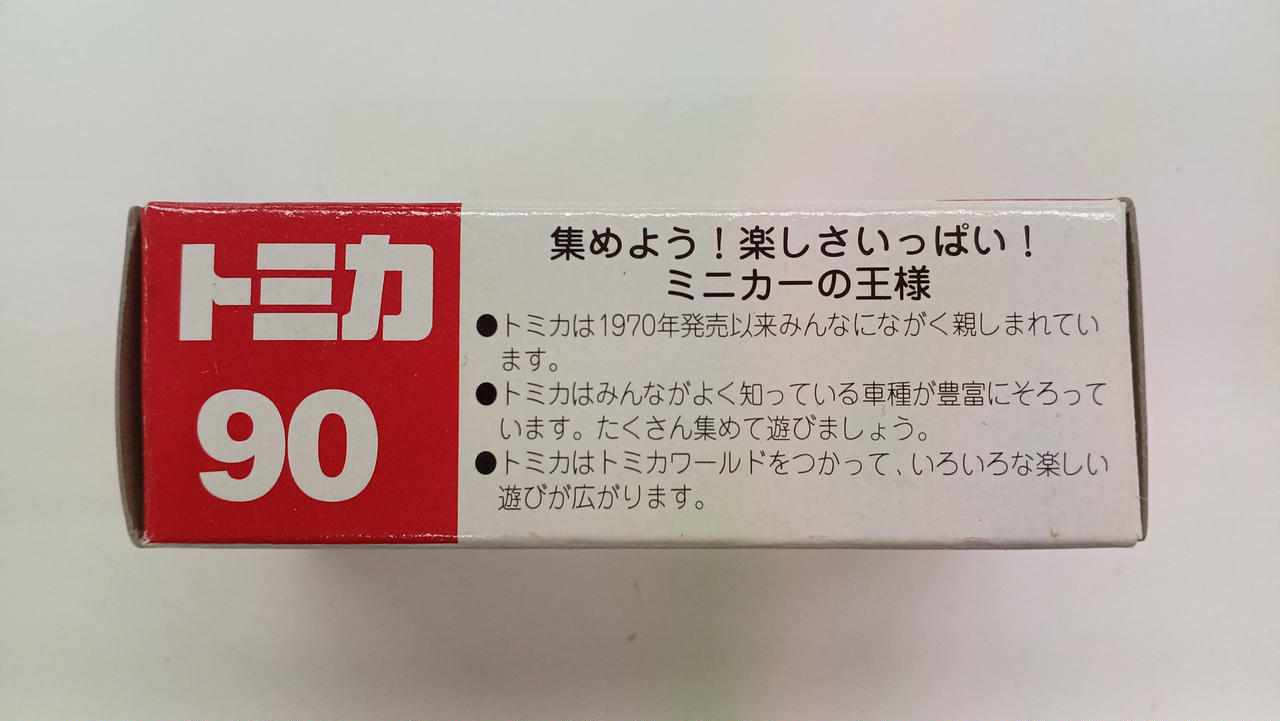 トミカ
90
集めよう！楽しさいっぱい！
ミニカーの王様
●トミカは1970年発売以来みんなにながく親しまれてい
ます。
●トミカはみんながよく知っている車種が豊富にそろって
います。たくさん集めて遊びましょう。
●トミカはトミカワールドをつかって、いろいろな楽しい
遊びが広がります。